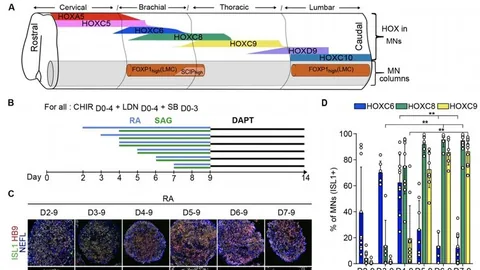 A
Cervical
Brachial
Thoracic
Lumbar
Rostral
Caudal
HOXA5
HOXC5
HOXC6
HOXC8
HOXC9
HOXD9
HOXC10
HOX in
MNs
FOXP1high(LMC)
SCIPhigh
FOXP1high(LMC)
MN
columns
B
For all : CHIR D0-4 + LDN D0-4 + SB D0-3
RA
SAG
DAPT
Day 0
2
3
4
5
6
7
8
9
14
C
RA
D2-9
D3-9
D4-9
D5-9
D6-9
D7-9
ISL1 HB9
NEFL
D
HOXC6
HOXC8
HOXC9
**
**
**
% of MNs (ISL1+)
100
80
60
40
20
0